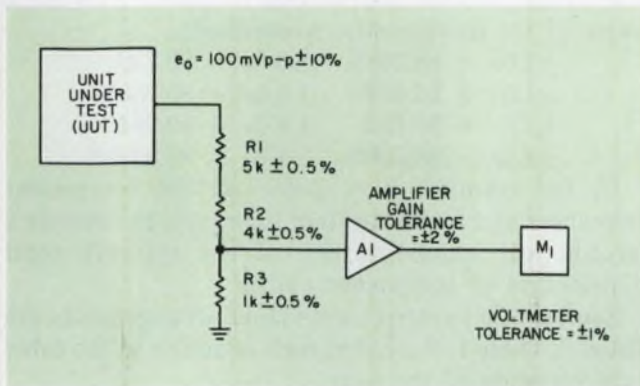 e₀ = 100 mVp-p ± 10%
UNIT
UNDER
TEST
(UUT)
R1
5k ± 0.5%
R2
4k ± 0.5%
R3
1k ± 0.5%
AMPLIFIER
GAIN
TOLERANCE
= ±2%
A1
M₁
VOLTMETER
TOLERANCE = ±1%